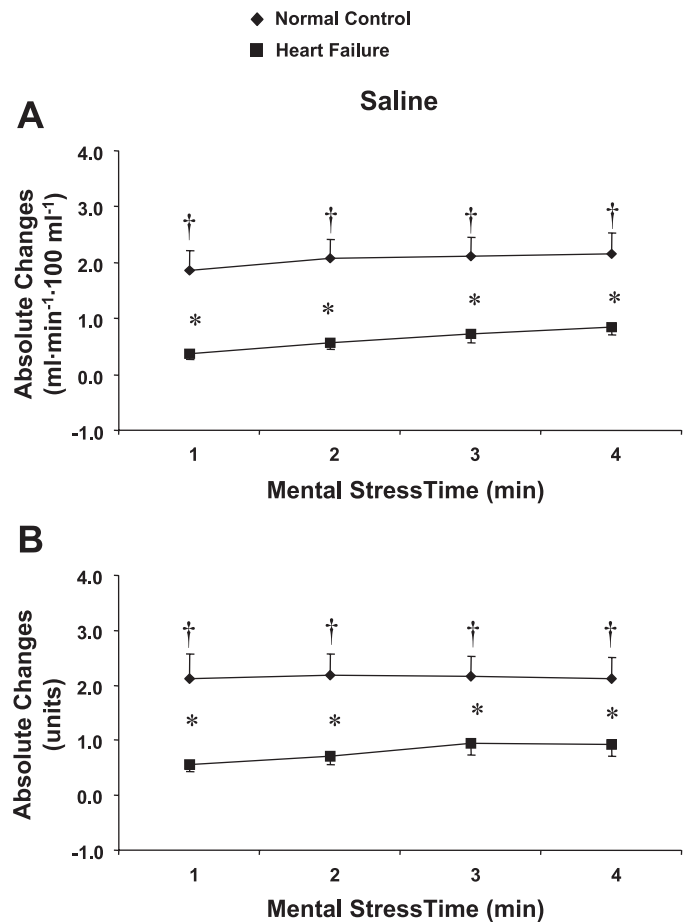 Normal Control
Heart Failure
Saline
A
Absolute Changes
(ml·min⁻¹·100 ml⁻¹)
4.0
3.0
2.0
1.0
0.0
-1.0
† † † †
* * * *
1 2 3 4
Mental StressTime (min)
B
Absolute Changes
(units)
4.0
3.0
2.0
1.0
0.0
-1.0
† † † †
* * * *
1 2 3 4
Mental StressTime (min)